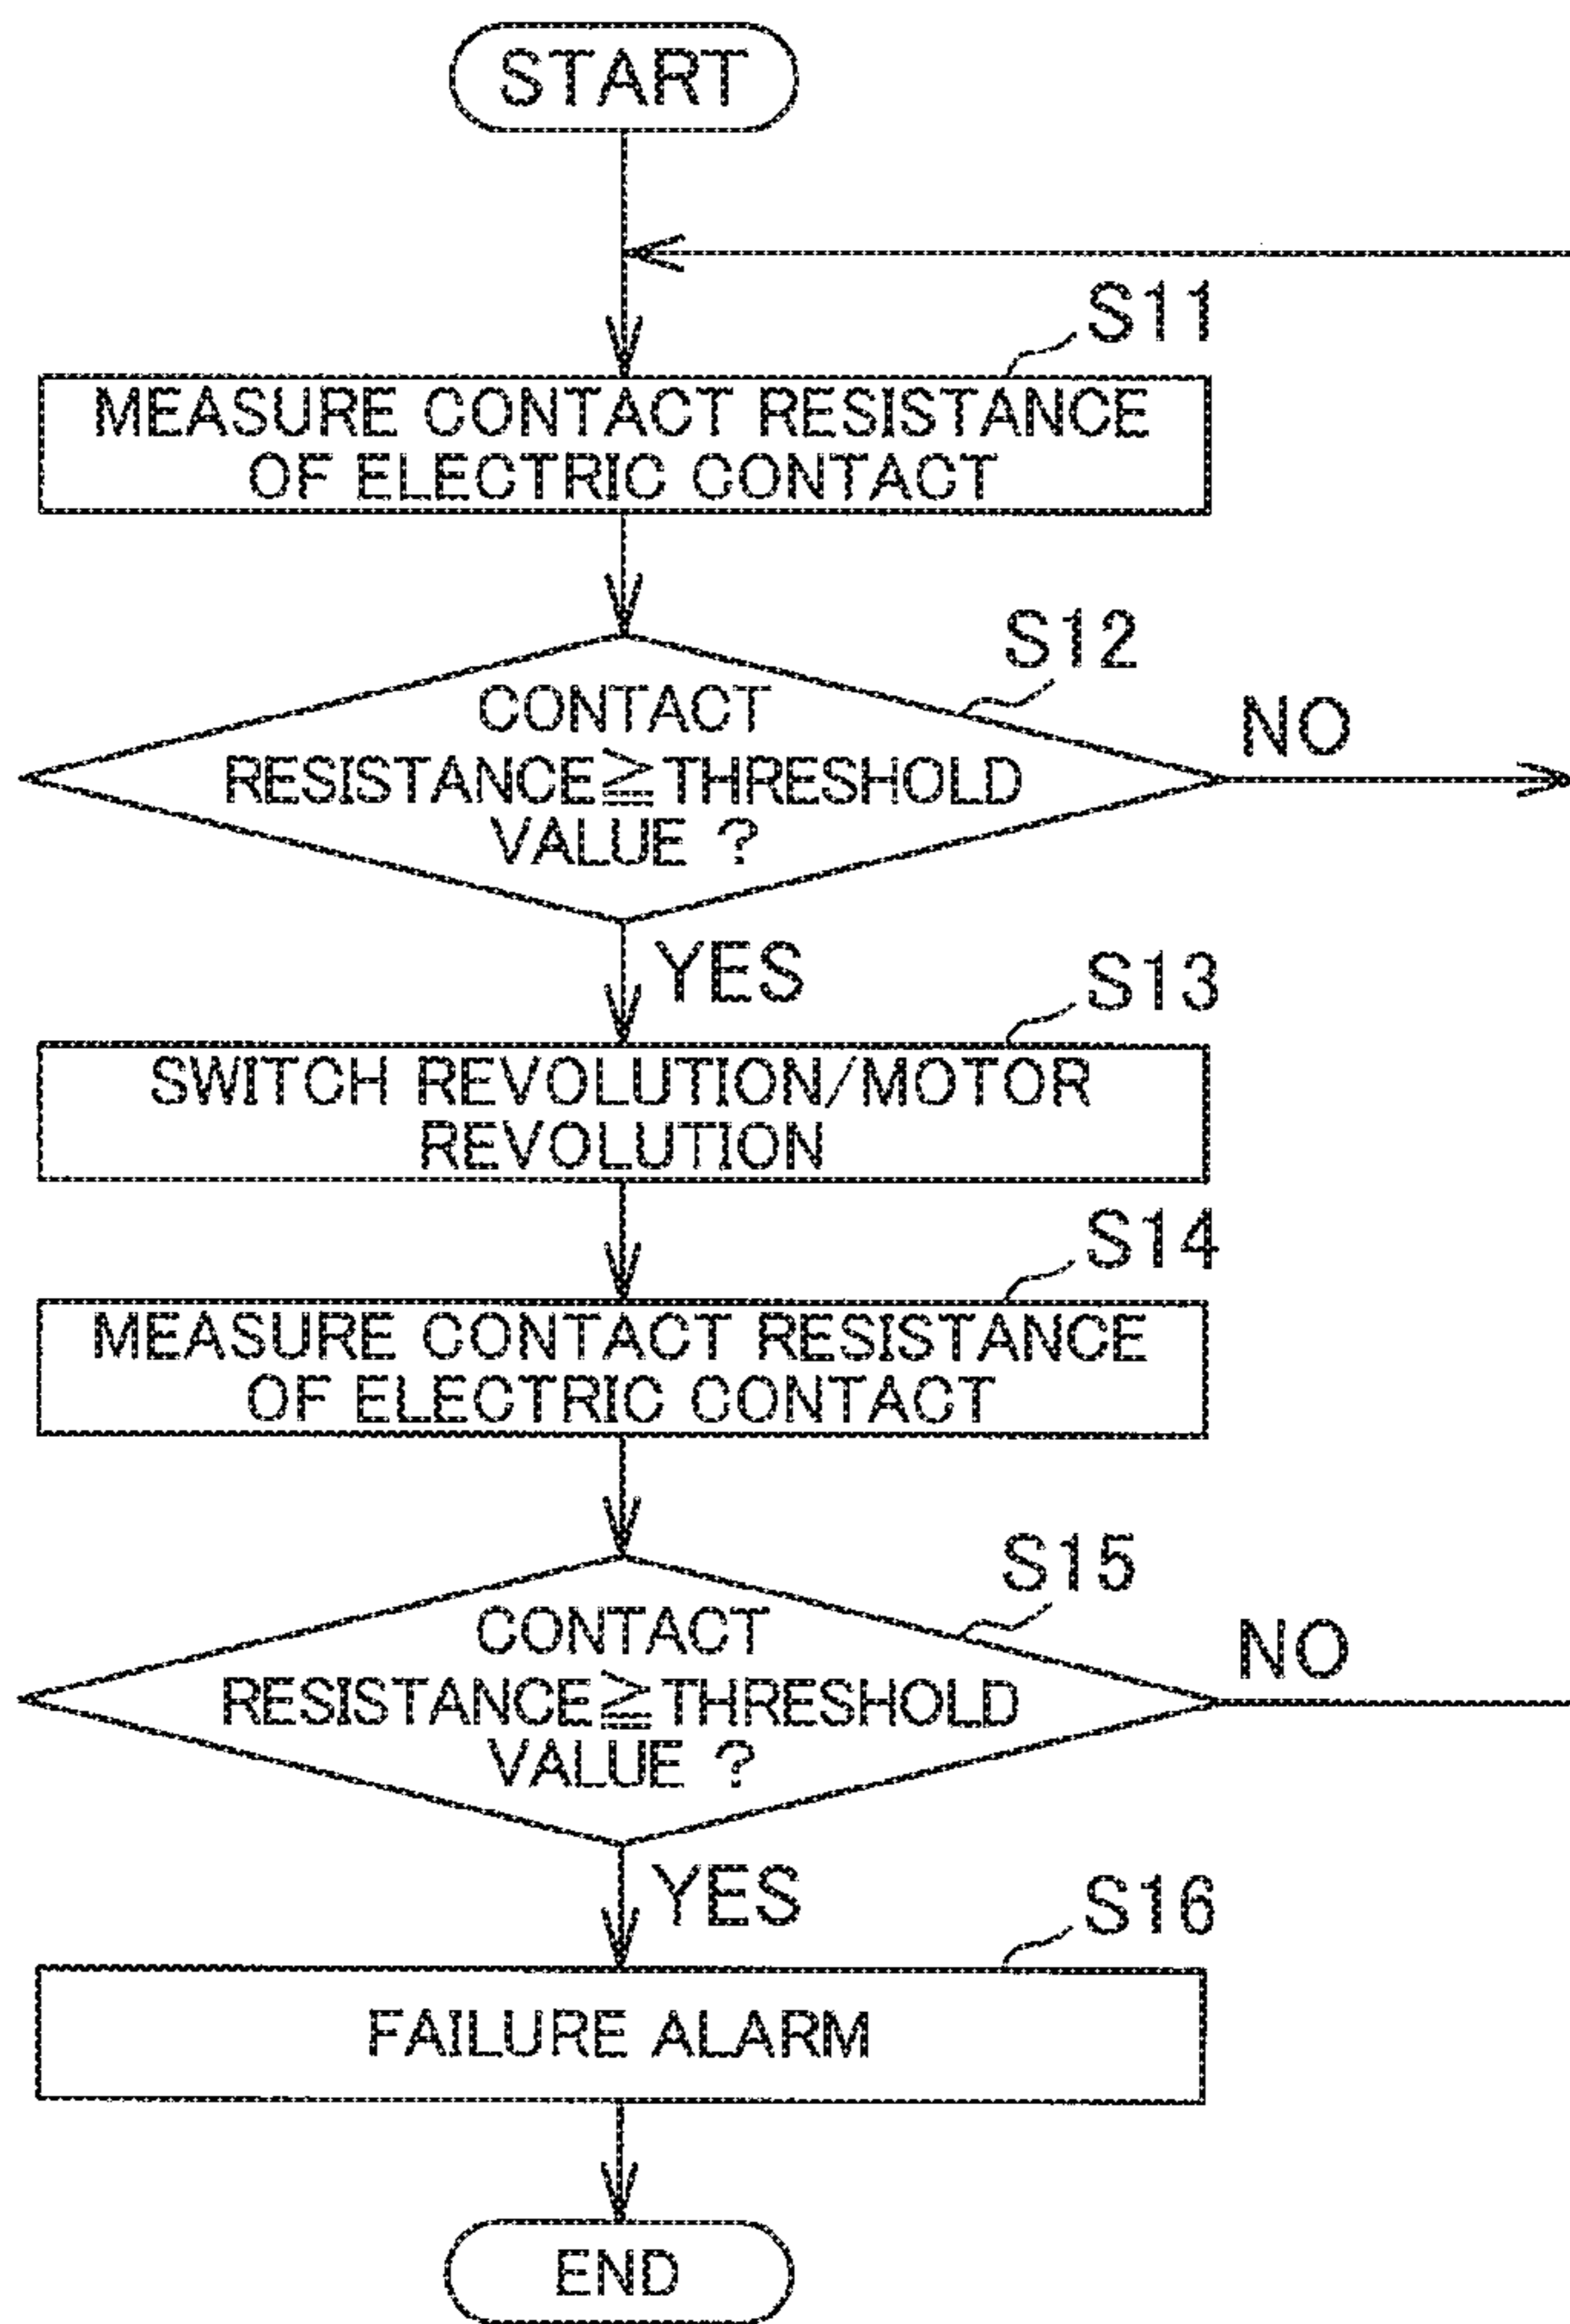 START
S11
MEASURE CONTACT RESISTANCE
OF ELECTRIC CONTACT
S12
CONTACT
RESISTANCE≧THRESHOLD
VALUE ?
NO
YES
S13
SWITCH REVOLUTION/MOTOR
REVOLUTION
S14
MEASURE CONTACT RESISTANCE
OF ELECTRIC CONTACT
S15
CONTACT
RESISTANCE≧THRESHOLD
VALUE ?
NO
YES
S16
FAILURE ALARM
END